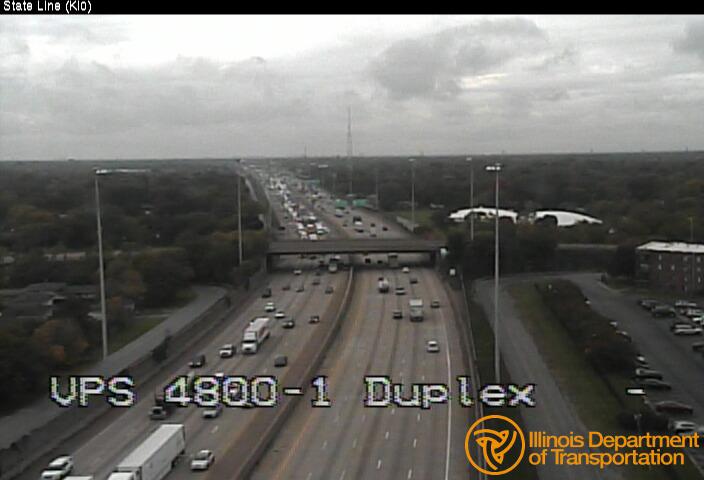 State Line (Kl0)
VPS 4800-1 Duplex -
Illinois Department
of Transportation